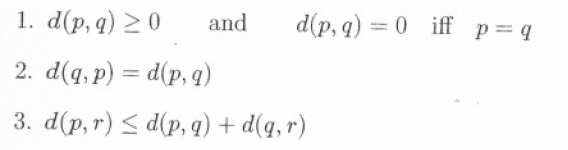 1. d(p, q) ≥ 0 and d(p, q) = 0 iff p = q
2. d(q, p) = d(p, q)
3. d(p, r) ≤ d(p, q) + d(q, r)